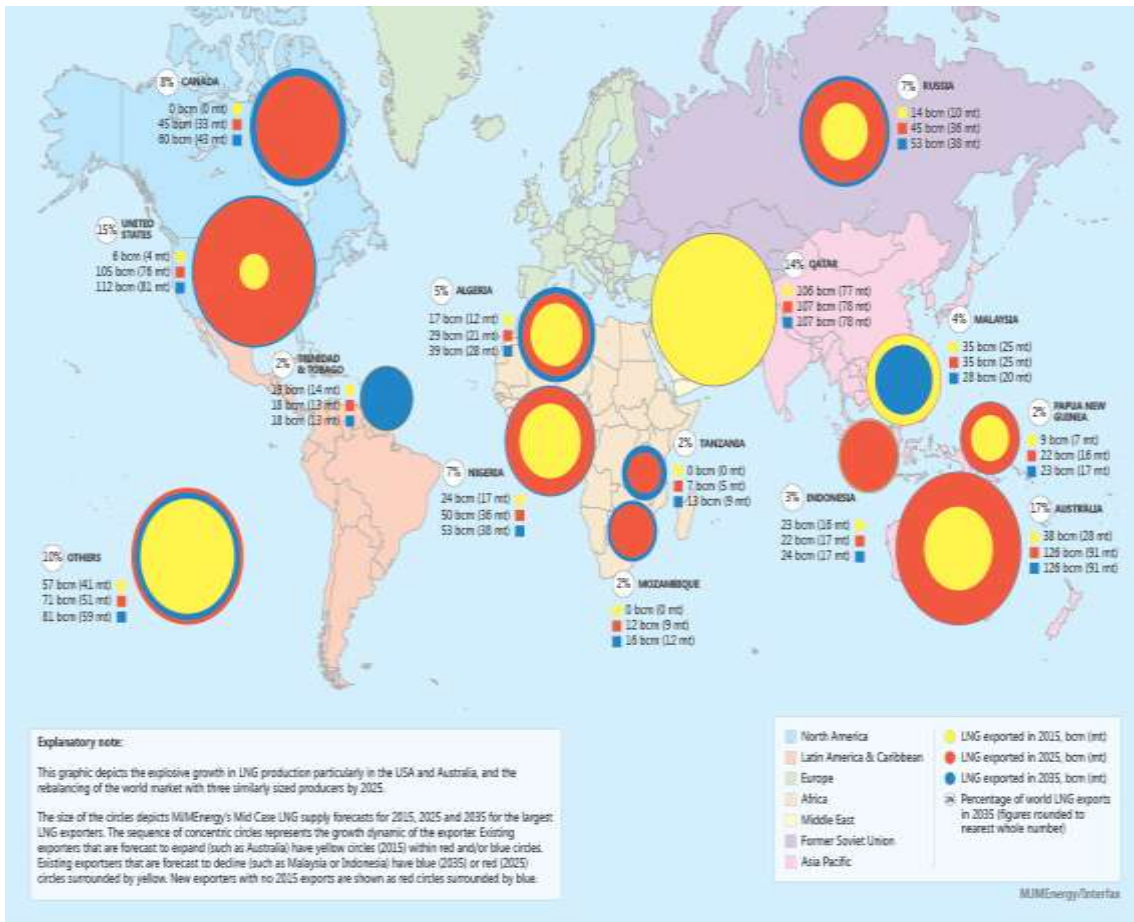 8% CANADA
0 bcm (0 mt)
45 bcm (33 mt)
60 bcm (43 mt)
7% RUSSIA
14 bcm (10 mt)
45 bcm (36 mt)
53 bcm (38 mt)
15% UNITED
STATES
6 bcm (4 mt)
105 bcm (76 mt)
112 bcm (81 mt)
5% ALGERIA
17 bcm (12 mt)
29 bcm (21 mt)
39 bcm (28 mt)
14% QATAR
106 bcm (77 mt)
107 bcm (78 mt)
107 bcm (78 mt)
4% MALAYSIA
35 bcm (25 mt)
35 bcm (25 mt)
28 bcm (20 mt)
2% TRINIDAD
& TOBAGO
19 bcm (14 mt)
18 bcm (13 mt)
18 bcm (13 mt)
2% PAPUA NEW
GUINEA
9 bcm (7 mt)
22 bcm (16 mt)
23 bcm (17 mt)
2% TANZANIA
0 bcm (0 mt)
7 bcm (5 mt)
13 bcm (9 mt)
7% NIGERIA
24 bcm (17 mt)
50 bcm (36 mt)
53 bcm (38 mt)
3% INDONESIA
23 bcm (16 mt)
22 bcm (17 mt)
24 bcm (17 mt)
17% AUSTRALIA
38 bcm (28 mt)
126 bcm (91 mt)
126 bcm (91 mt)
10% OTHERS
57 bcm (41 mt)
71 bcm (51 mt)
81 bcm (59 mt)
2% MOZAMBIQUE
0 bcm (0 mt)
12 bcm (9 mt)
16 bcm (12 mt)
Explanatory note:
This graphic depicts the explosive growth in LNG production particularly in the USA and Australia, and the
rebalancing of the world market with three similarly sized producers by 2025.
The size of the circles depicts MJMEnergy's Mid Case LNG supply forecasts for 2015, 2025 and 2035 for the largest
LNG exporters. The sequence of concentric circles represents the growth dynamic of the exporter. Existing
exporters that are forecast to expand (such as Australia) have yellow circles (2015) within red and/or blue circles.
Existing exportsers that are forecast to decline (such as Malaysia or Indonesia) have blue (2035) or red (2025)
circles surrounded by yellow. New exporters with no 2015 exports are shown as red circles surrounded by blue.
North America
Latin America & Caribbean
Europe
Africa
Middle East
Former Soviet Union
Asia Pacific
LNG exported in 2015, bcm (mt)
LNG exported in 2025, bcm (mt)
LNG exported in 2035, bcm (mt)
Percentage of world LNG exports
in 2035 (figures rounded to
nearest whole number)
MJMEnergy/Interfax